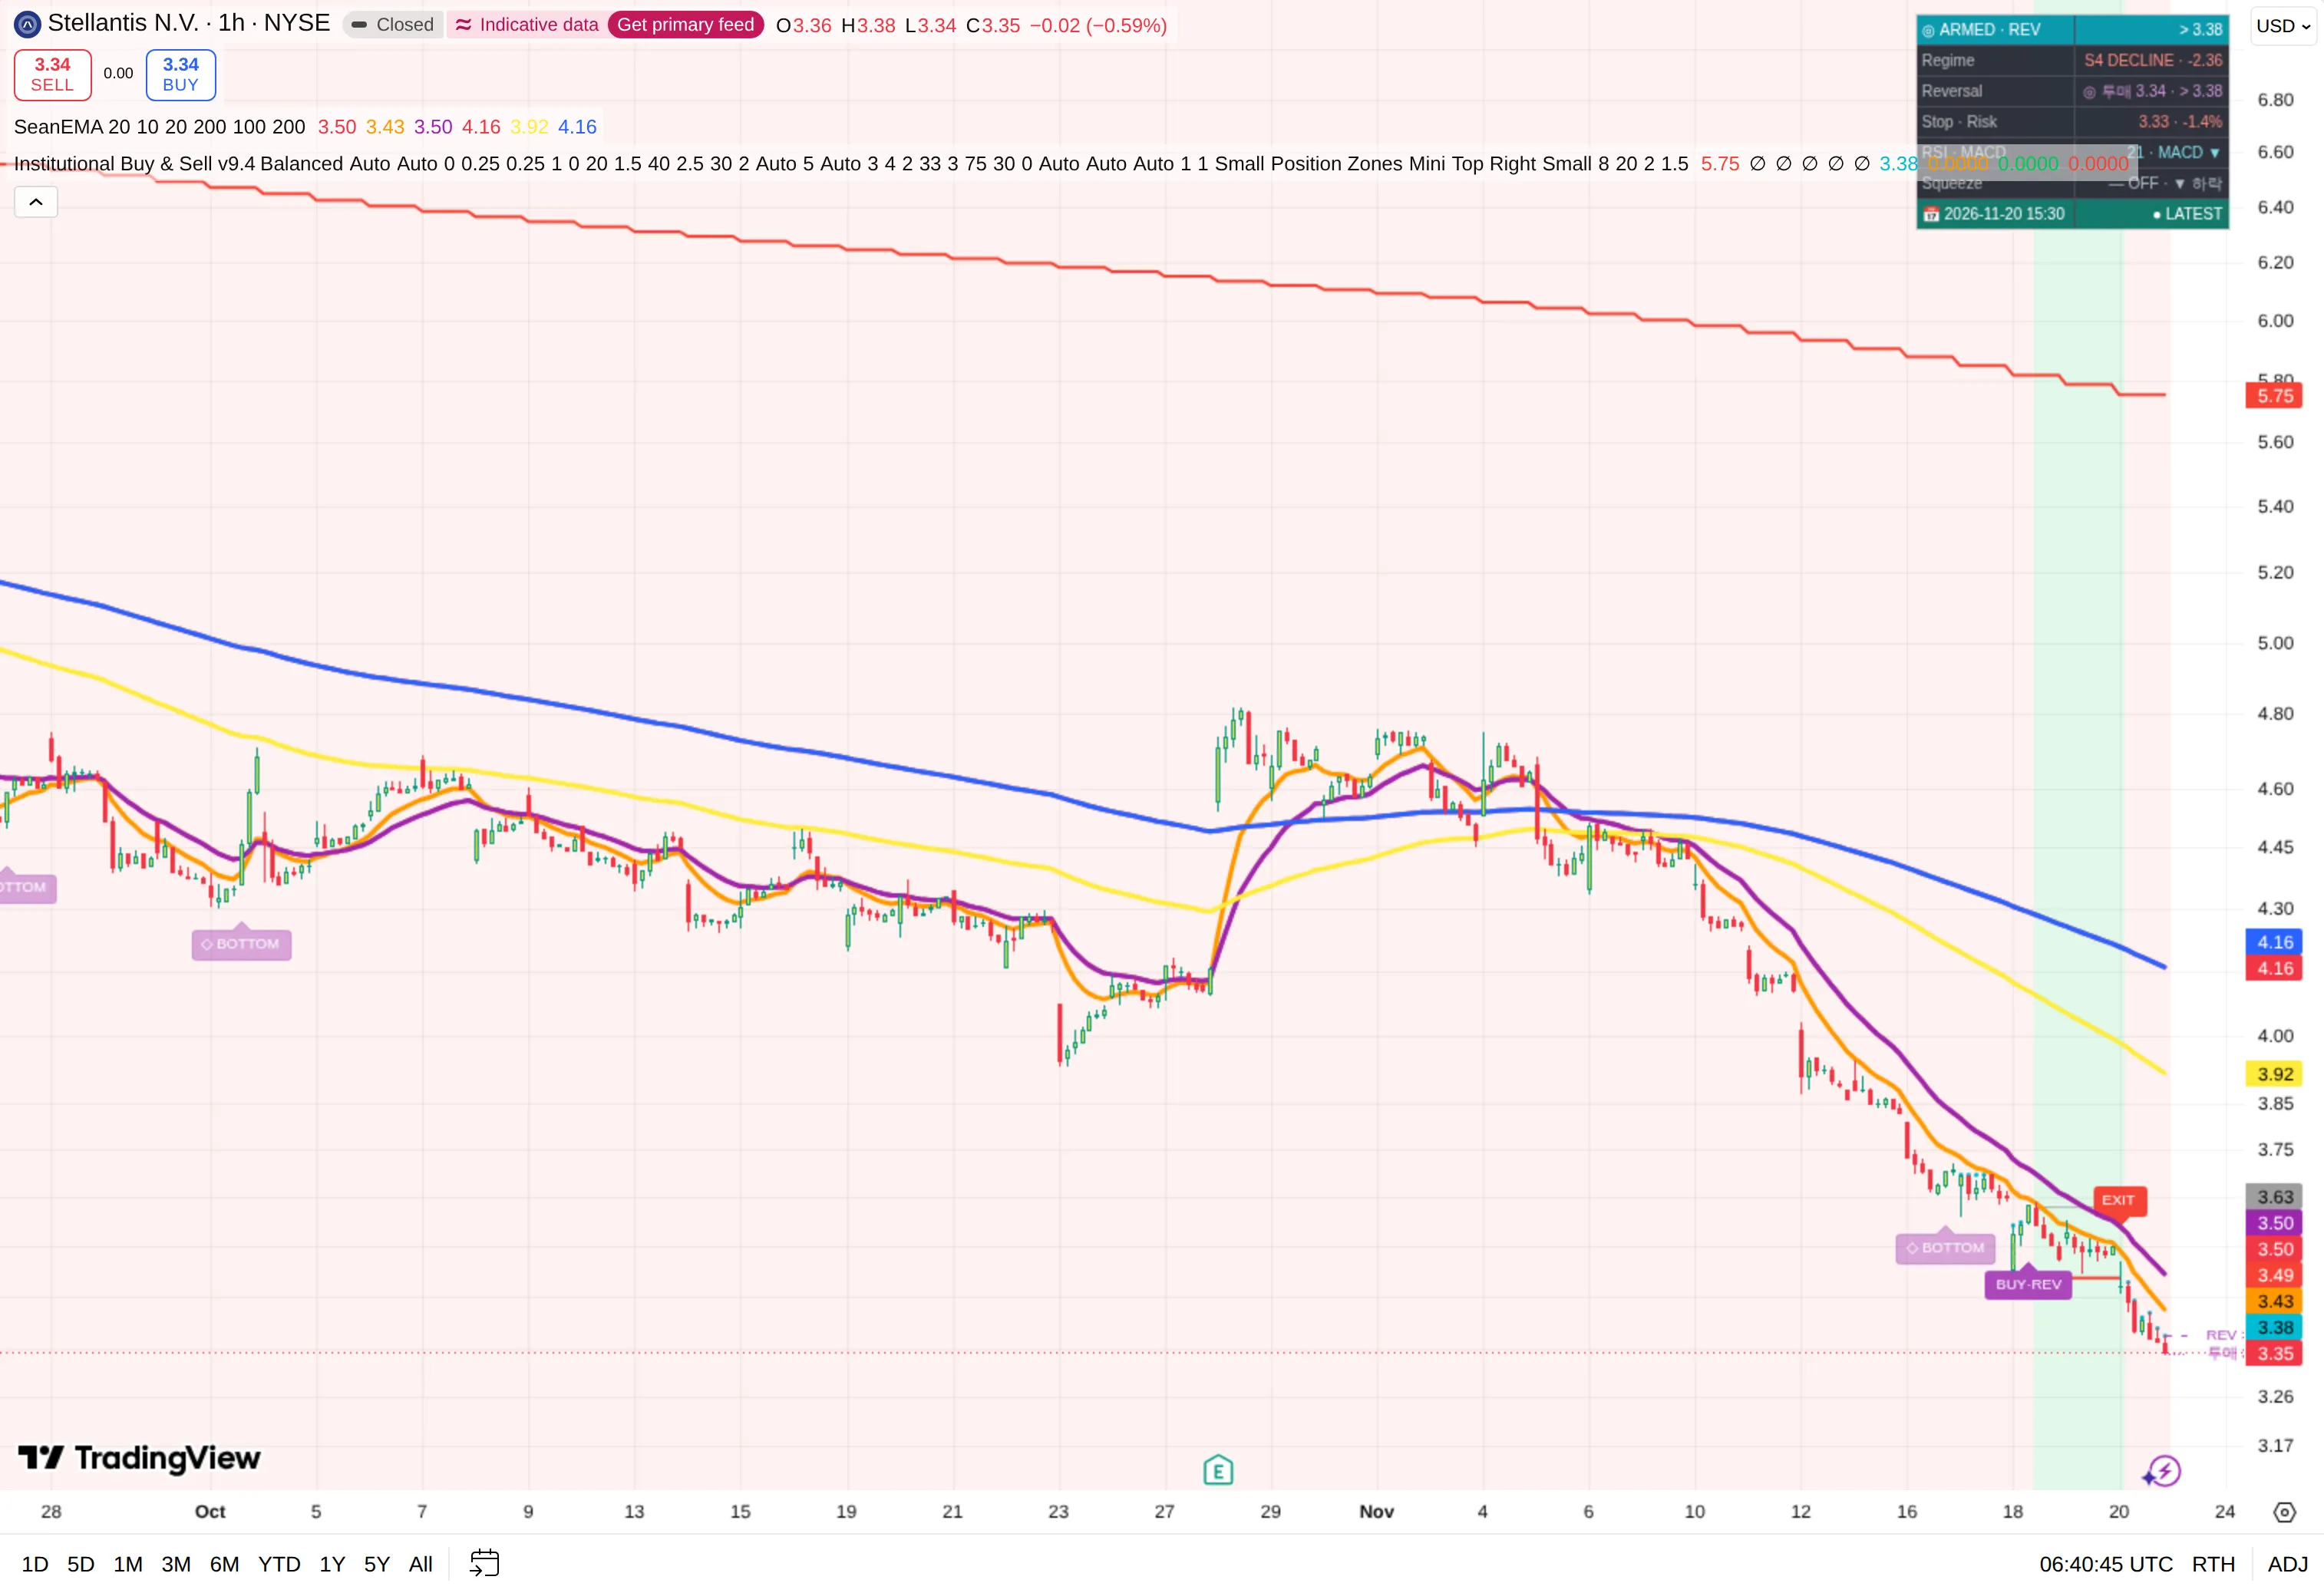 Stellantis N.V. · 1h · NYSE Closed Indicative data Get primary feed O3.36 H3.38 L3.34 C3.35 −0.02 (−0.59%)
USD
3.34 SELL 0.00 3.34 BUY
SeanEMA 20 10 20 200 100 200 3.50 3.43 3.50 4.16 3.92 4.16
Institutional Buy & Sell v9.4 Balanced Auto Auto 0 0.25 0.25 1 0 20 1.5 40 2.5 30 2 Auto 5 Auto 3 4 2 33 3 75 30 0 Auto Auto Auto 1 1 Small Position Zones Mini Top Right Small 8 20 2 1.5 5.75 ∅ ∅ ∅ ∅ ∅ 3.38 0.0000 0.0000 0.0000
◎ ARMED · REV > 3.38
Regime S4 DECLINE · -2.36
Reversal ◎ 투매 3.34 · > 3.38
Stop · Risk 3.33 · -1.4%
RSI · MACD 21 · MACD ▼
Squeeze — OFF · ▼ 하락
📅 2026-11-20 15:30 ● LATEST
6.80
6.60
6.40
6.20
6.00
5.80
5.75
5.60
5.40
5.20
5.00
4.80
4.60
4.45
4.30
4.16
4.16
4.00
3.92
3.85
3.75
3.63
3.50
3.50
3.49
3.43
3.38
3.35
3.26
3.17
◇ BOTTOM
◇ BOTTOM
BUY·REV
EXIT
REV
투매
TradingView
E
28 Oct 5 7 9 13 15 19 21 23 27 29 Nov 4 6 10 12 16 18 20 24
1D 5D 1M 3M 6M YTD 1Y 5Y All
06:40:45 UTC RTH ADJ